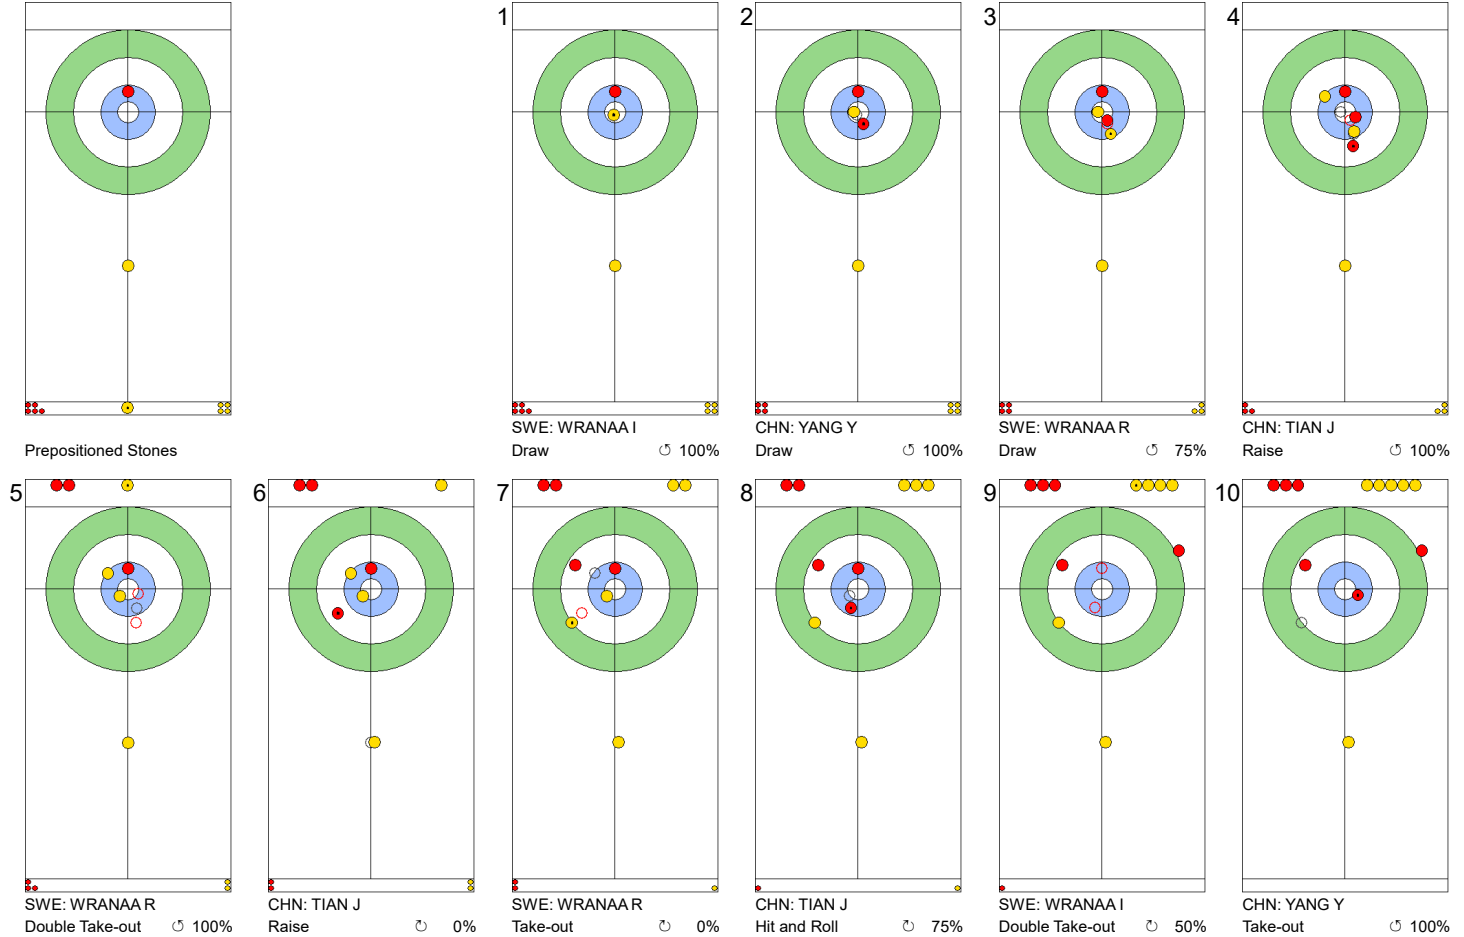 1
2
3
4
Prepositioned Stones
SWE: WRANAA I
Draw ↺ 100%
CHN: YANG Y
Draw ↺ 100%
SWE: WRANAA R
Draw ↺ 75%
CHN: TIAN J
Raise ↺ 100%
5
6
7
8
9
10
SWE: WRANAA R
Double Take-out ↺ 100%
CHN: TIAN J
Raise ↻ 0%
SWE: WRANAA R
Take-out ↻ 0%
CHN: TIAN J
Hit and Roll ↻ 75%
SWE: WRANAA I
Double Take-out ↻ 50%
CHN: YANG Y
Take-out ↺ 100%